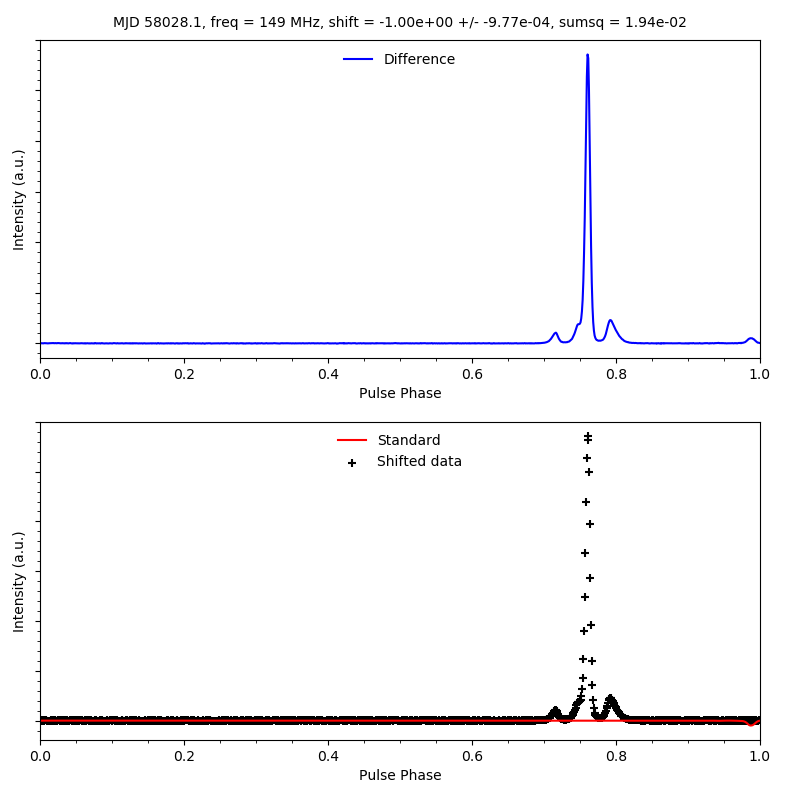 MJD 58028.1, freq = 149 MHz, shift = -1.00e+00 +/- -9.77e-04, sumsq = 1.94e-02
Difference
Intensity (a.u.)
0.0 0.2 0.4 0.6 0.8 1.0
Pulse Phase
Standard
Shifted data
Intensity (a.u.)
0.0 0.2 0.4 0.6 0.8 1.0
Pulse Phase